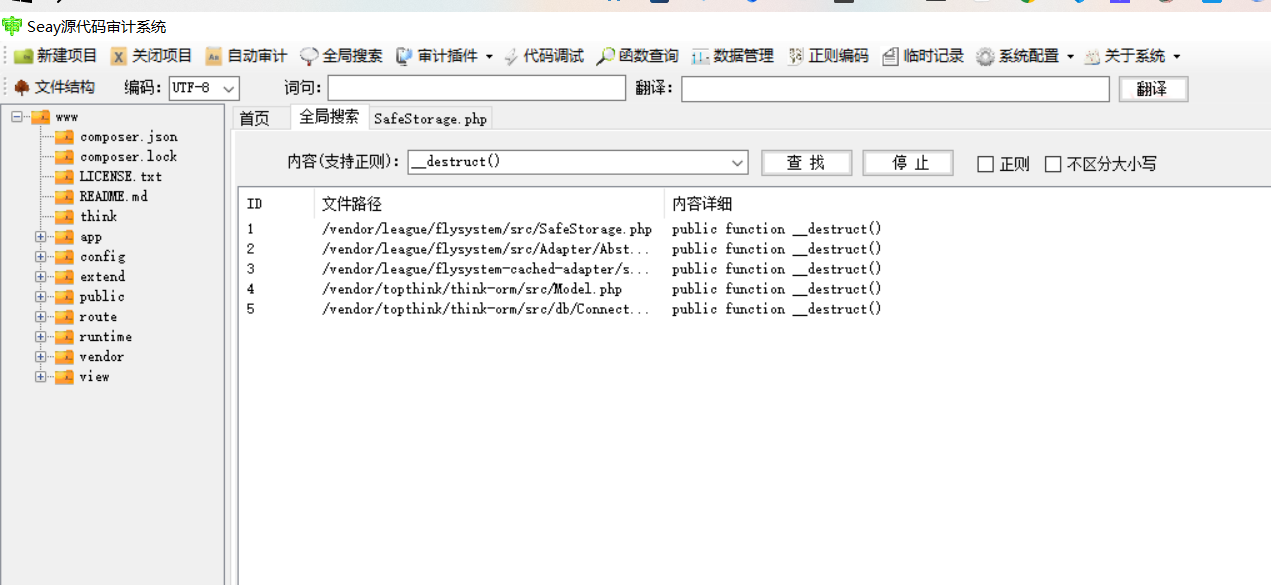 Seay源代码审计系统
新建项目 关闭项目 自动审计 全局搜索 审计插件 代码调试 函数查询 数据管理 正则编码 临时记录 系统配置 关于系统
文件结构 编码: UTF-8 词句: 翻译: 翻译
www
composer.json
composer.lock
LICENSE.txt
README.md
think
app
config
extend
public
route
runtime
vendor
view
首页 全局搜索 SafeStorage.php
内容(支持正则): __destruct() 查找 停止 正则 不区分大小写
ID 文件路径 内容详细
1 /vendor/league/flysystem/src/SafeStorage.php public function __destruct()
2 /vendor/league/flysystem/src/Adapter/Abst... public function __destruct()
3 /vendor/league/flysystem-cached-adapter/s... public function __destruct()
4 /vendor/topthink/think-orm/src/Model.php public function __destruct()
5 /vendor/topthink/think-orm/src/db/Connect... public function __destruct()